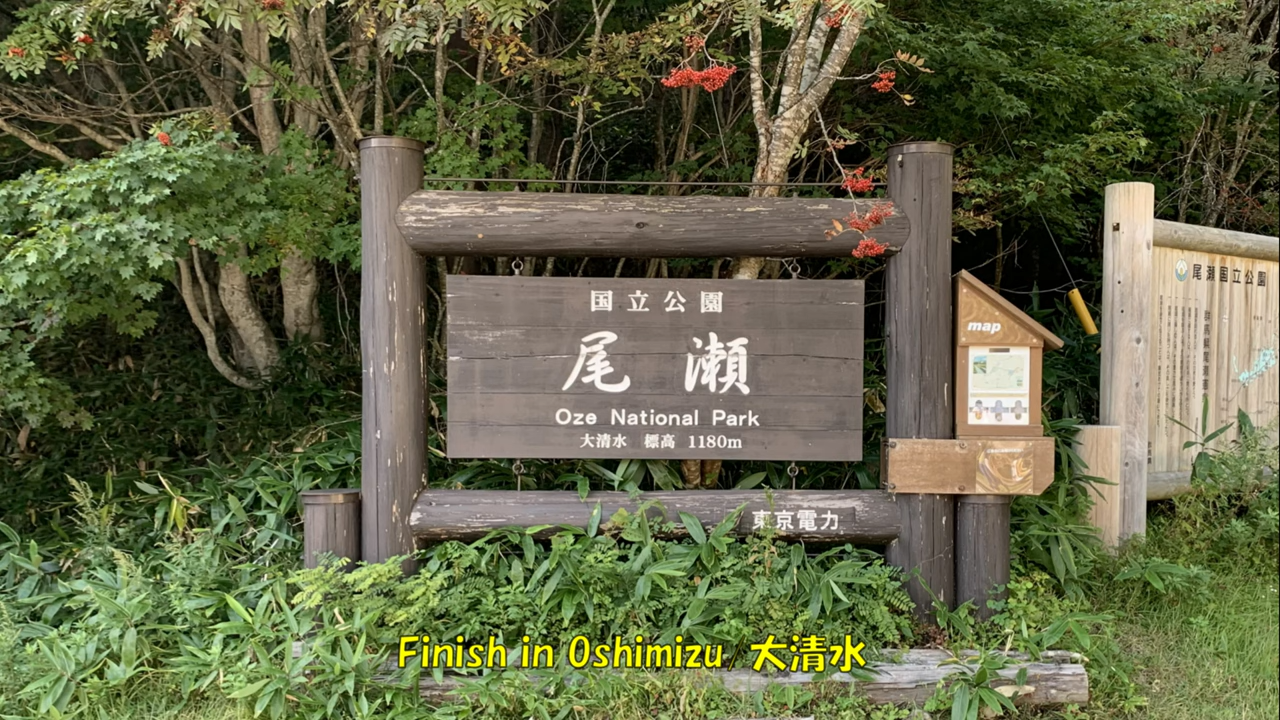 国立公園
尾瀬
Oze National Park
大清水 標高 1180m
東京電力
map
尾瀬国立公園
Finish in Oshimizu / 大清水